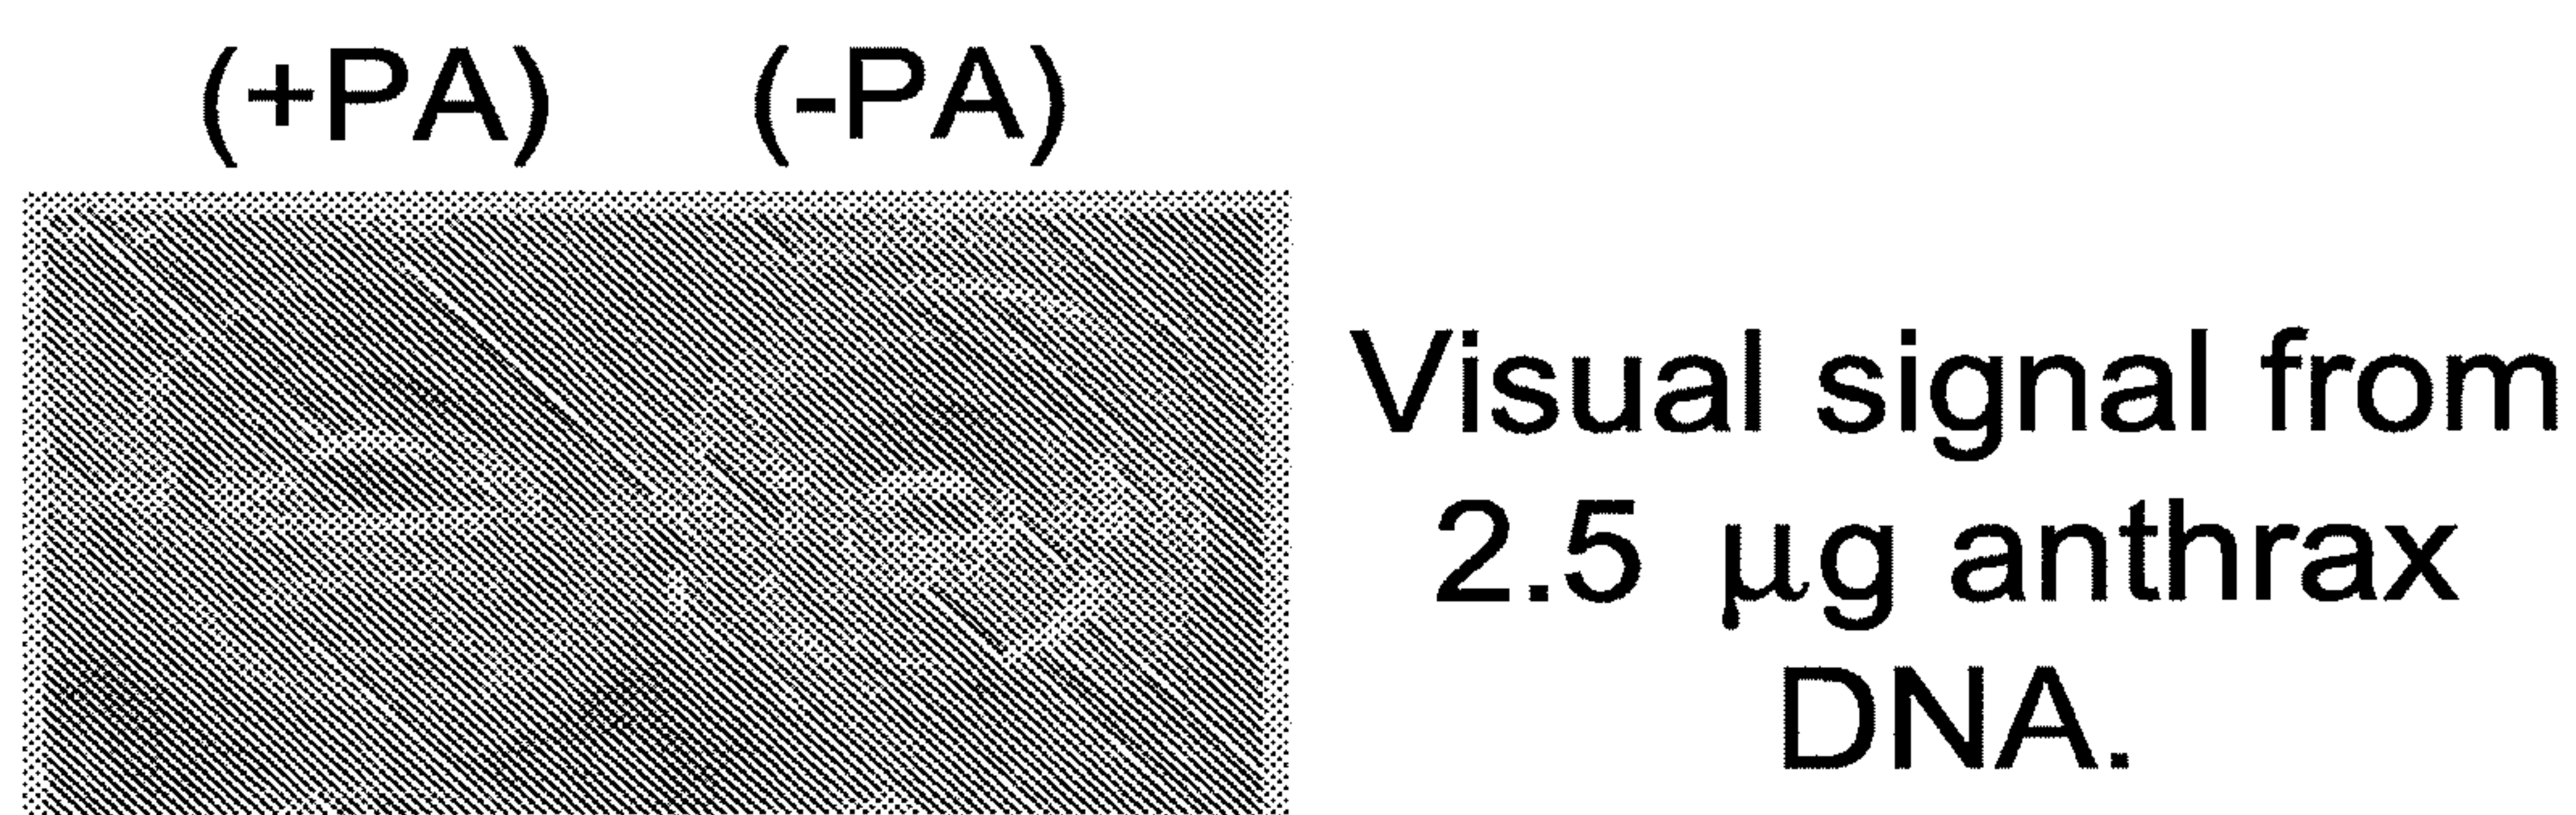 (+PA) (-PA)
Visual signal from
2.5 μg anthrax
DNA.